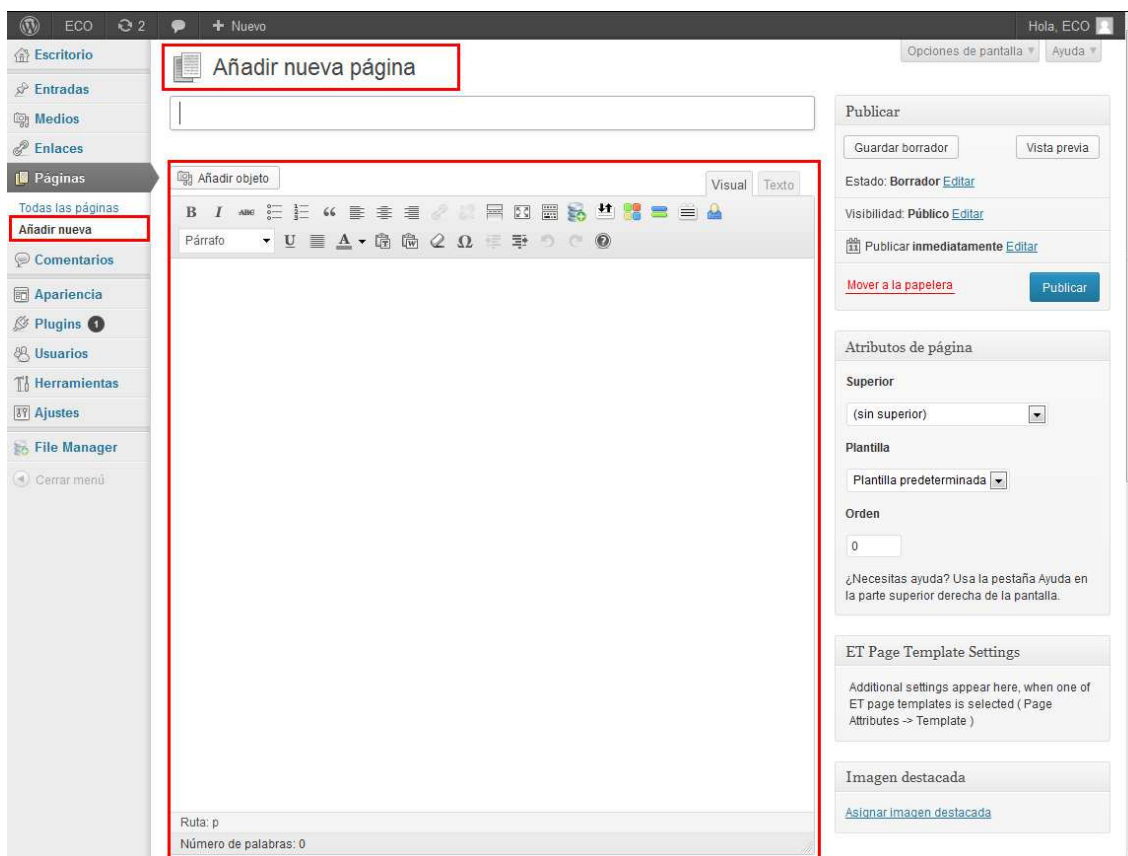 ECO 2 + Nuevo Hola, ECO
Opciones de pantalla Ayuda
Escritorio
Entradas
Medios
Enlaces
Páginas
Todas las páginas
Añadir nueva
Comentarios
Apariencia
Plugins 1
Usuarios
Herramientas
Ajustes
File Manager
Cerrar menú
Añadir nueva página
Añadir objeto
Visual Texto
B I ABC
Párrafo U A Ω
Ruta: p
Número de palabras: 0
Publicar
Guardar borrador Vista previa
Estado: Borrador Editar
Visibilidad: Público Editar
11 Publicar inmediatamente Editar
Mover a la papelera Publicar
Atributos de página
Superior
(sin superior)
Plantilla
Plantilla predeterminada
Orden
0
¿Necesitas ayuda? Usa la pestaña Ayuda en
la parte superior derecha de la pantalla.
ET Page Template Settings
Additional settings appear here, when one of
ET page templates is selected ( Page
Attributes -> Template )
Imagen destacada
Asignar imagen destacada